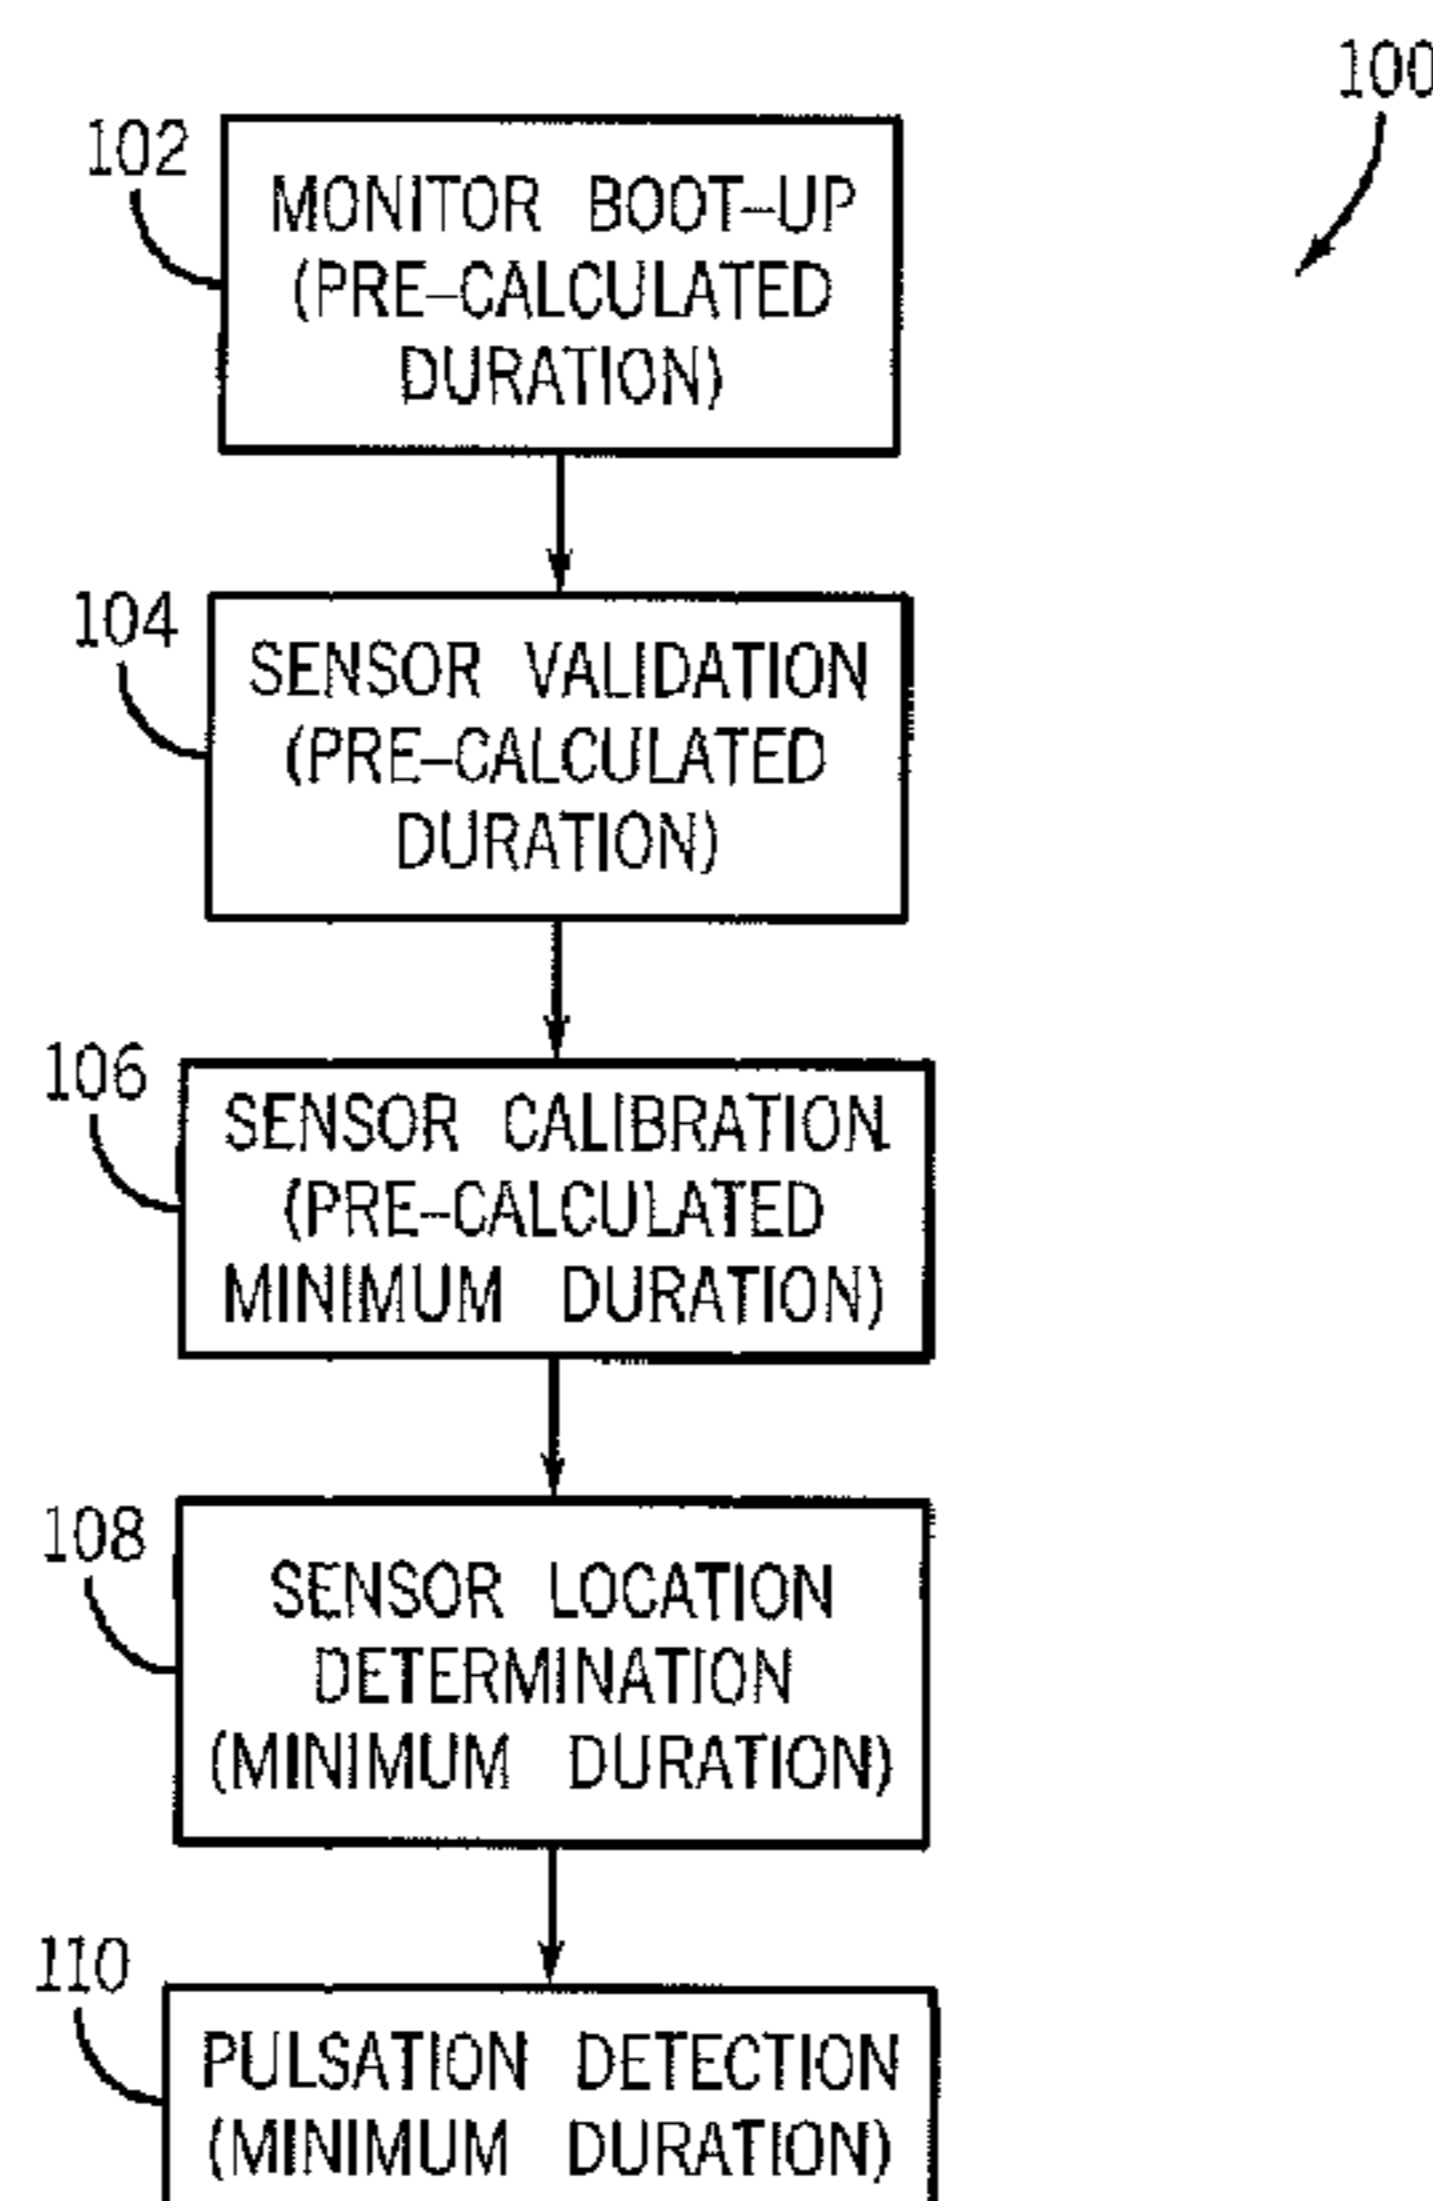 100
102
MONITOR BOOT-UP
(PRE-CALCULATED
DURATION)
104
SENSOR VALIDATION
(PRE-CALCULATED
DURATION)
106
SENSOR CALIBRATION
(PRE-CALCULATED
MINIMUM DURATION)
108
SENSOR LOCATION
DETERMINATION
(MINIMUM DURATION)
110
PULSATION DETECTION
(MINIMUM DURATION)